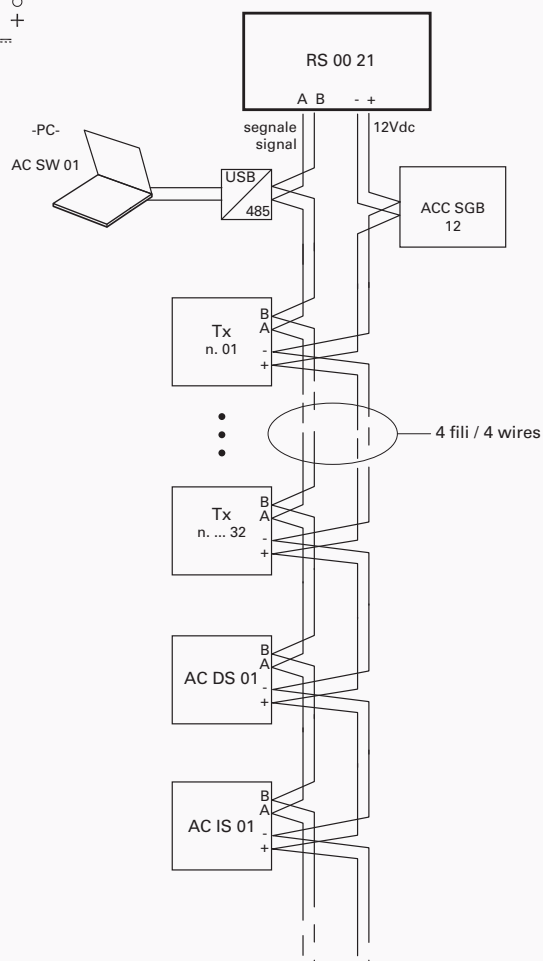 +
RS 00 21
A B - +
segnale
signal
12Vdc
-PC-
AC SW 01
USB
485
ACC SGB
12
B
A
-
+
Tx
n. 01
4 fili / 4 wires
B
A
-
+
Tx
n. ... 32
B
A
-
+
AC DS 01
B
A
-
+
AC IS 01